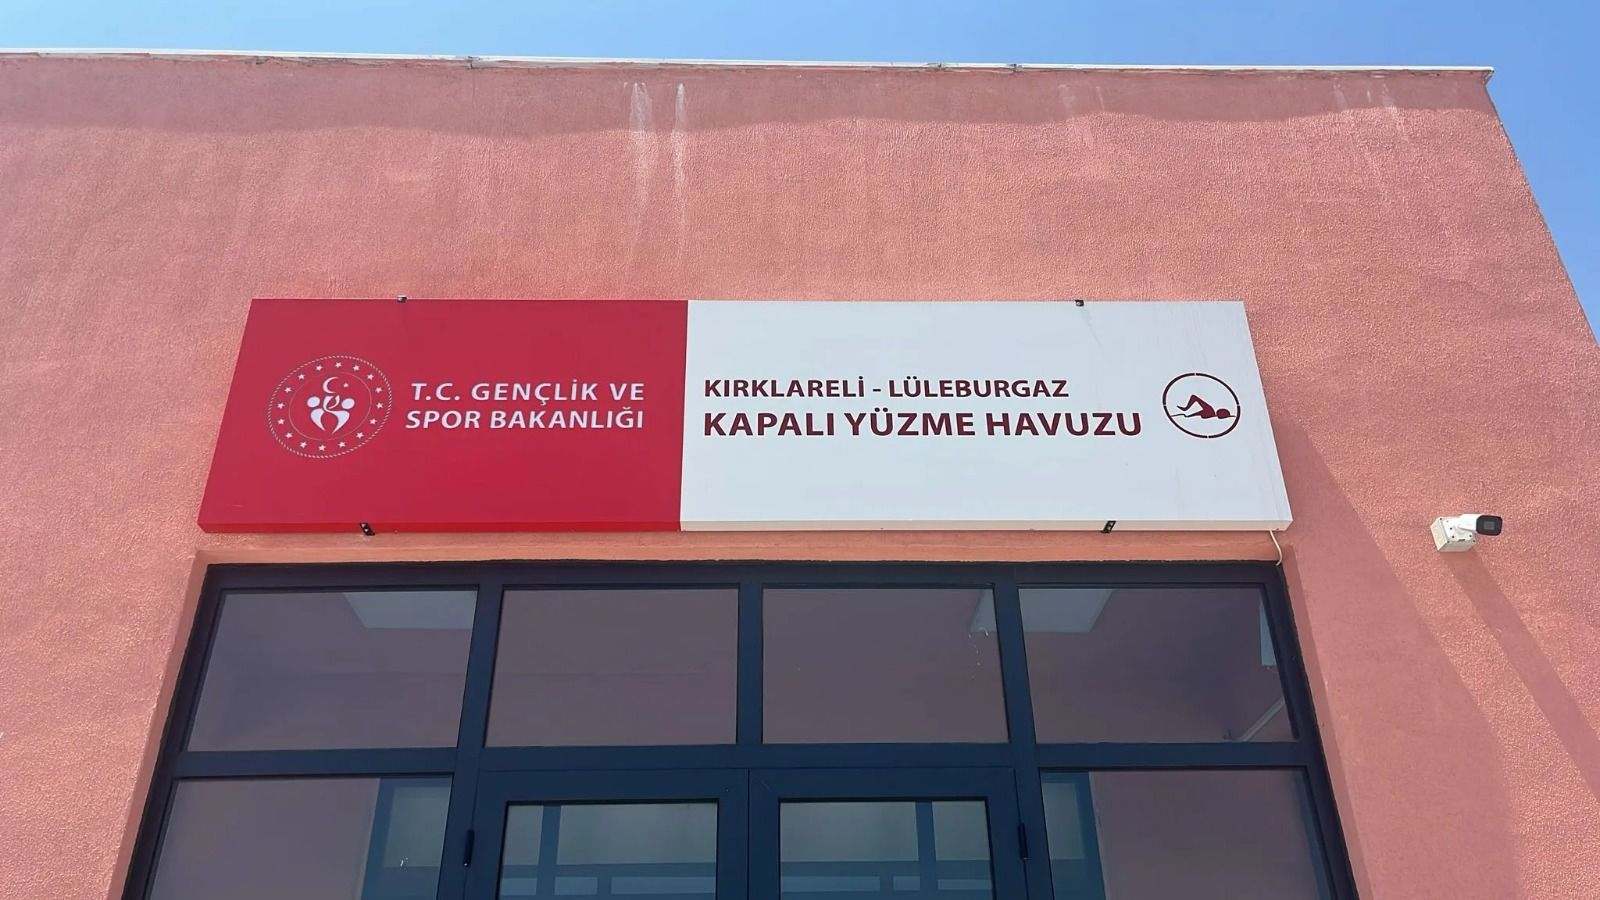 T.C. GENÇLİK VE
SPOR BAKANLIĞI
KIRKLARELİ - LÜLEBURGAZ
KAPALI YÜZME HAVUZU